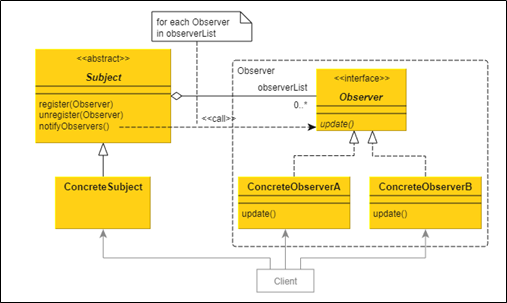 for each Observer
in observerList
<<abstract>>
Subject
register(Observer)
unregister(Observer)
notifyObservers()
Observer
observerList
0..*
<<call>>
<<interface>>
Observer
update()
ConcreteSubject
ConcreteObserverA
update()
ConcreteObserverB
update()
Client